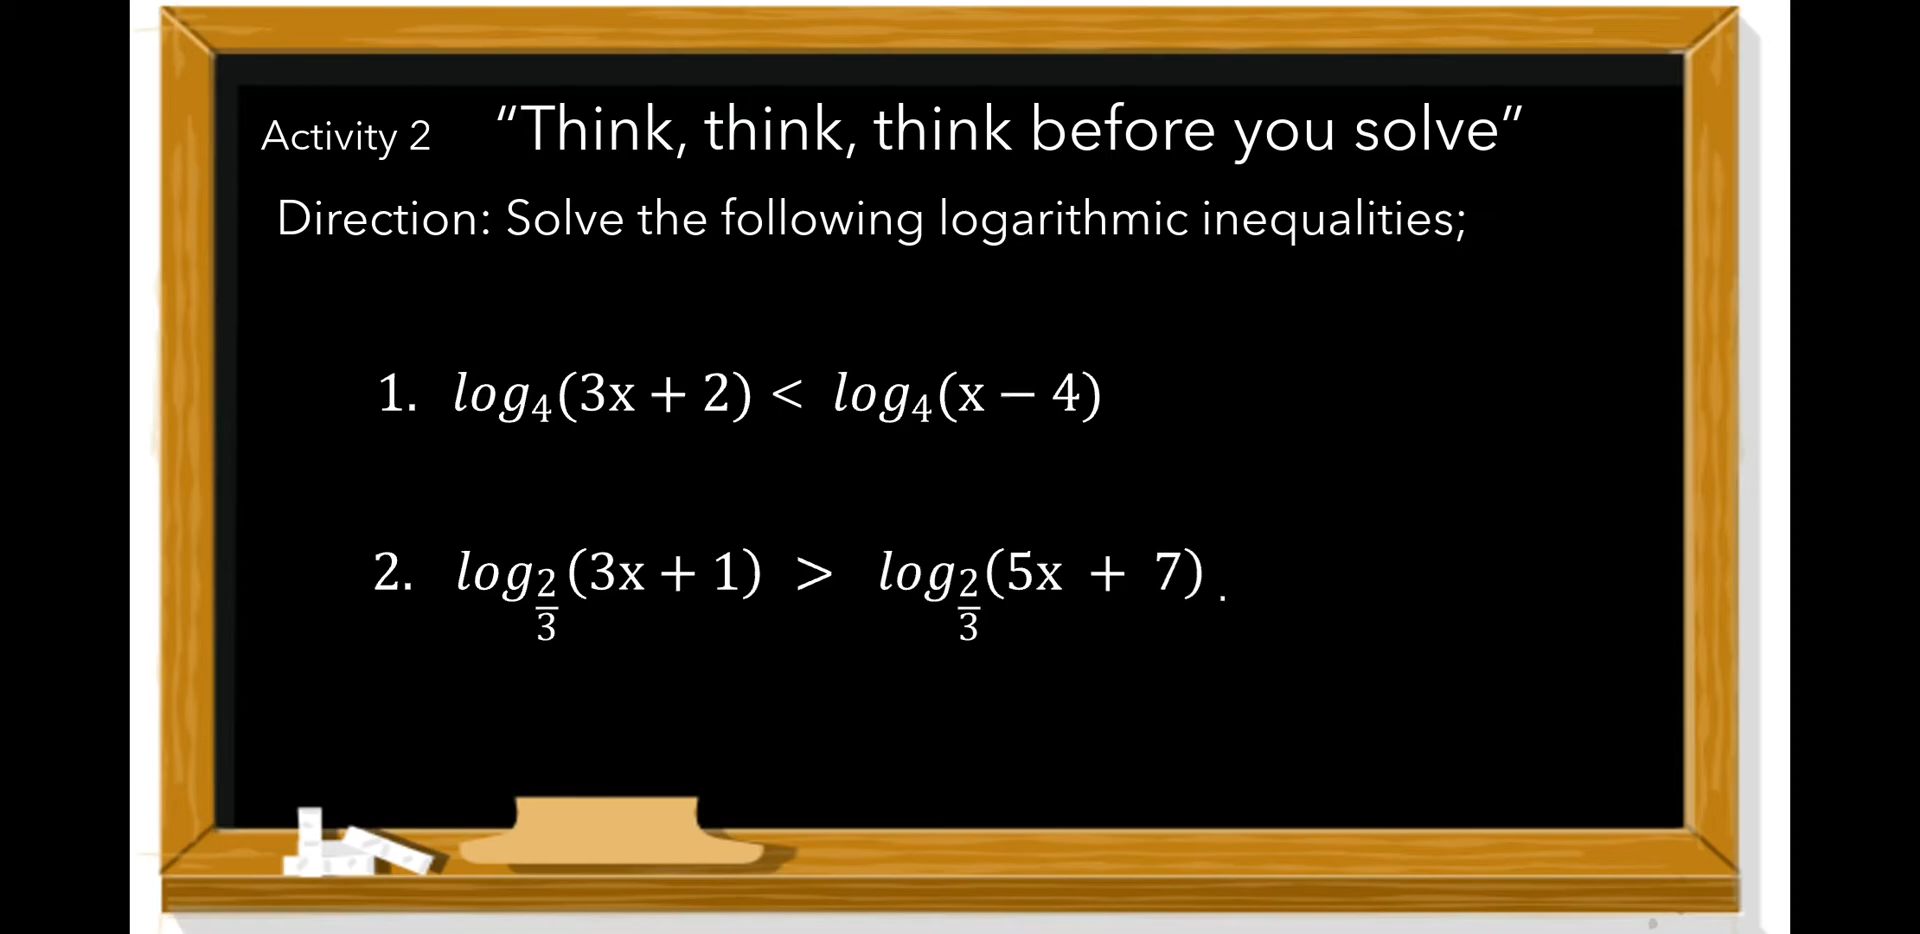 Activity 2 “Think, think, think before you solve”
Direction: Solve the following logarithmic inequalities;
1. log₄(3x + 2) < log₄(x − 4)
2. log_{2/3}(3x + 1) > log_{2/3}(5x + 7) .